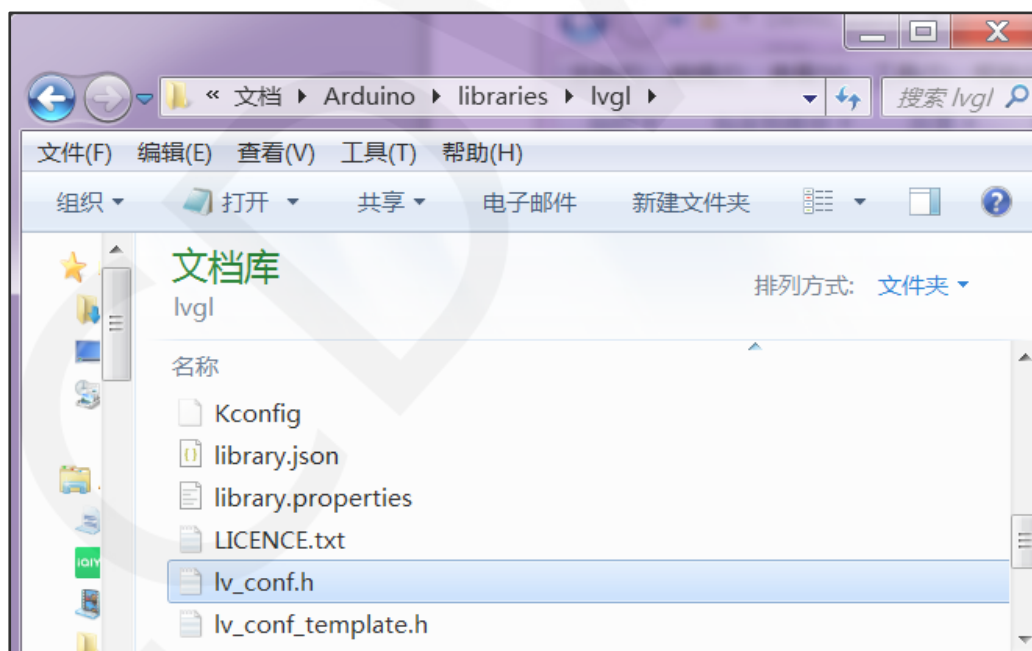 « 文档 ▸ Arduino ▸ libraries ▸ lvgl ▸ 搜索 lvgl
文件(F) 编辑(E) 查看(V) 工具(T) 帮助(H)
组织 打开 共享 电子邮件 新建文件夹
文档库
lvgl
排列方式: 文件夹
名称
Kconfig
library.json
library.properties
LICENCE.txt
lv_conf.h
lv_conf_template.h